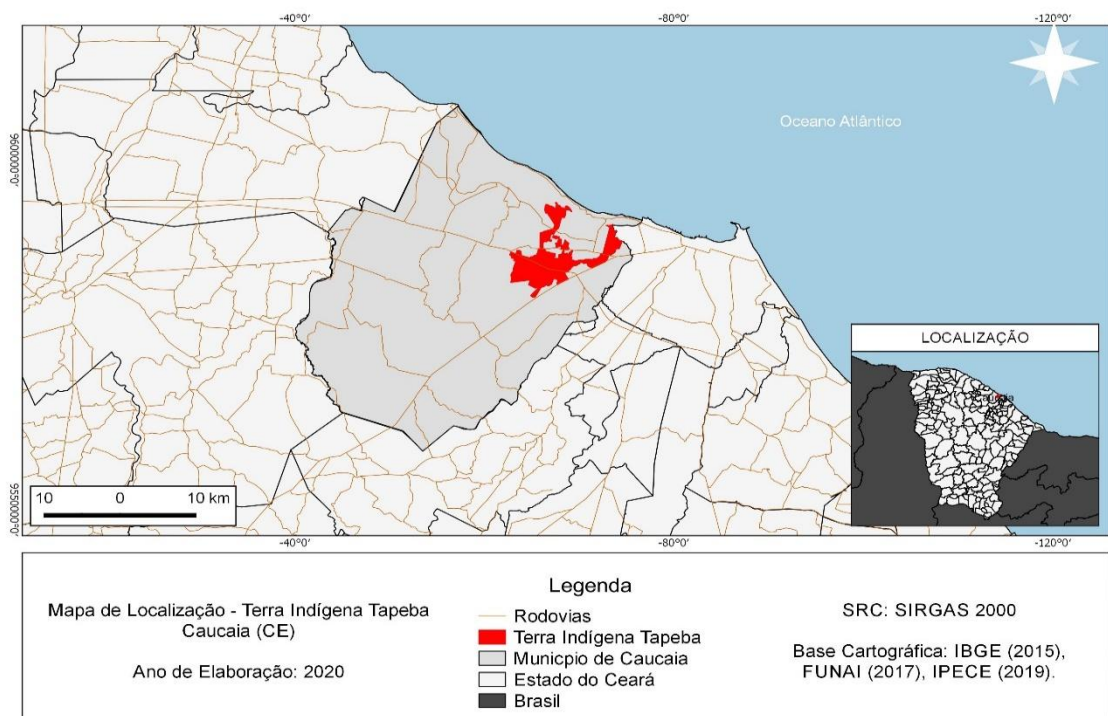 -40°0'
-80°0'
-120°0'
Oceano Atlântico
9600000°0'
9555000°0'
LOCALIZAÇÃO
10 0 10 km
-40°0'
-80°0'
-120°0'
Mapa de Localização - Terra Indígena Tapeba
Caucaia (CE)
Ano de Elaboração: 2020
Legenda
Rodovias
Terra Indígena Tapeba
Municpio de Caucaia
Estado do Ceará
Brasil
SRC: SIRGAS 2000
Base Cartográfica: IBGE (2015),
FUNAI (2017), IPECE (2019).